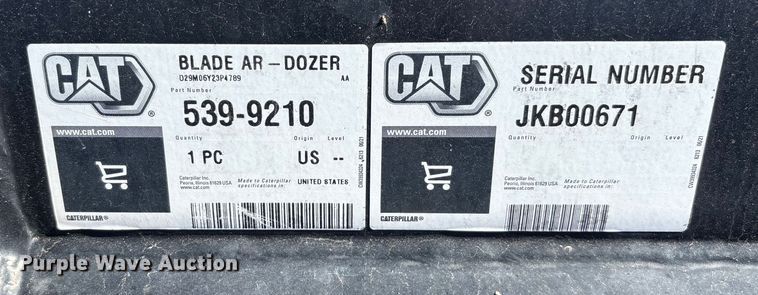 CAT
www.cat.com
CATERPILLAR®
BLADE AR-DOZER
D29M06Y23P4789 AA
Part Number
539-9210
Quantity Origin Level
1 PC US --
Caterpillar Inc.
Peoria, Illinois 61629 USA
www.cat.com
Made to Caterpillar
specifications in:
UNITED STATES
CAT
www.cat.com
CATERPILLAR®
SERIAL NUMBER
Part Number
JKB00671
Quantity Origin Level
Caterpillar Inc.
Peoria, Illinois 61629 USA
www.cat.com
Made to Caterpillar
specifications in:
Purple Wave Auction